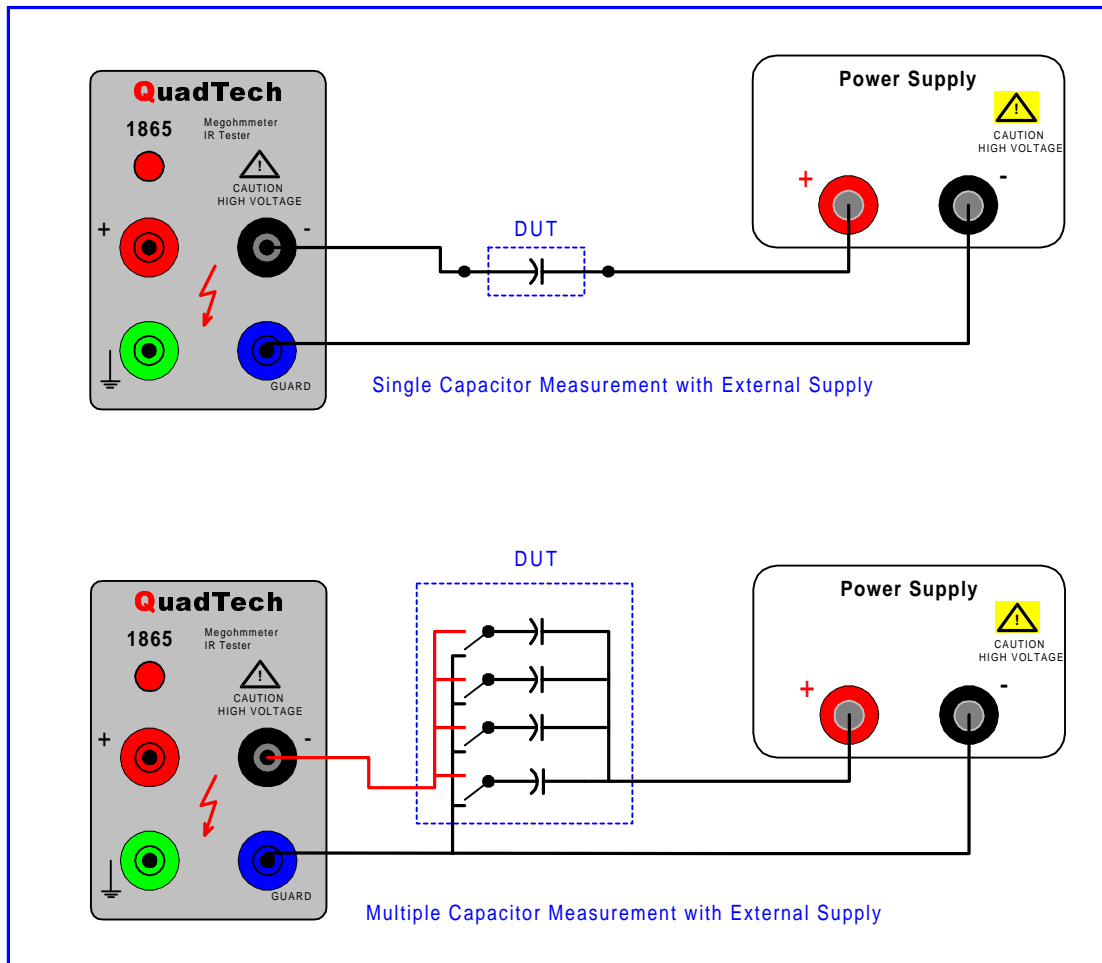 QuadTech
1865 Megohmmeter
IR Tester
CAUTION
HIGH VOLTAGE
+ -
GUARD
DUT
Power Supply
CAUTION
HIGH VOLTAGE
+ -
Single Capacitor Measurement with External Supply
QuadTech
1865 Megohmmeter
IR Tester
CAUTION
HIGH VOLTAGE
+ -
GUARD
DUT
Power Supply
CAUTION
HIGH VOLTAGE
+ -
Multiple Capacitor Measurement with External Supply